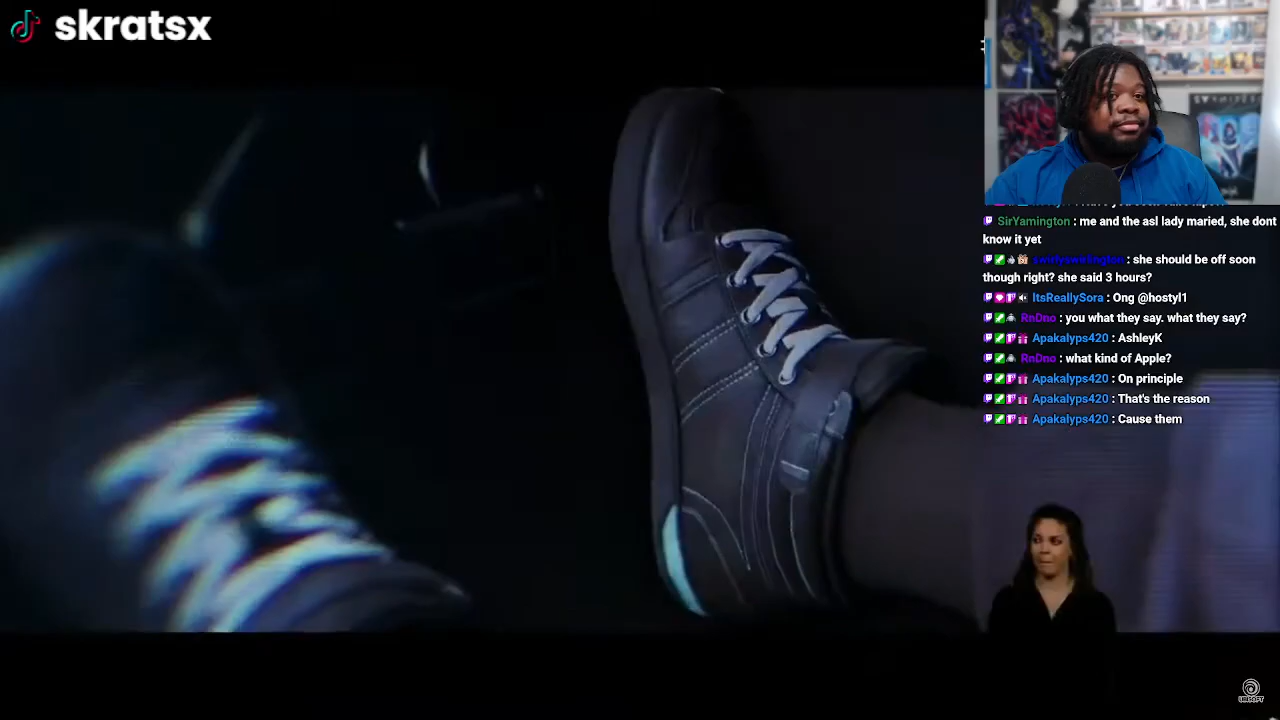 skratsx
SirYamington : me and the asl lady maried, she dont
know it yet
swirlyswirlington : she should be off soon
though right? she said 3 hours?
ItsReallySora : Ong @hostyl1
RnDno : you what they say. what they say?
Apakalyps420 : AshleyK
RnDno : what kind of Apple?
Apakalyps420 : On principle
Apakalyps420 : That's the reason
Apakalyps420 : Cause them
UBISOFT